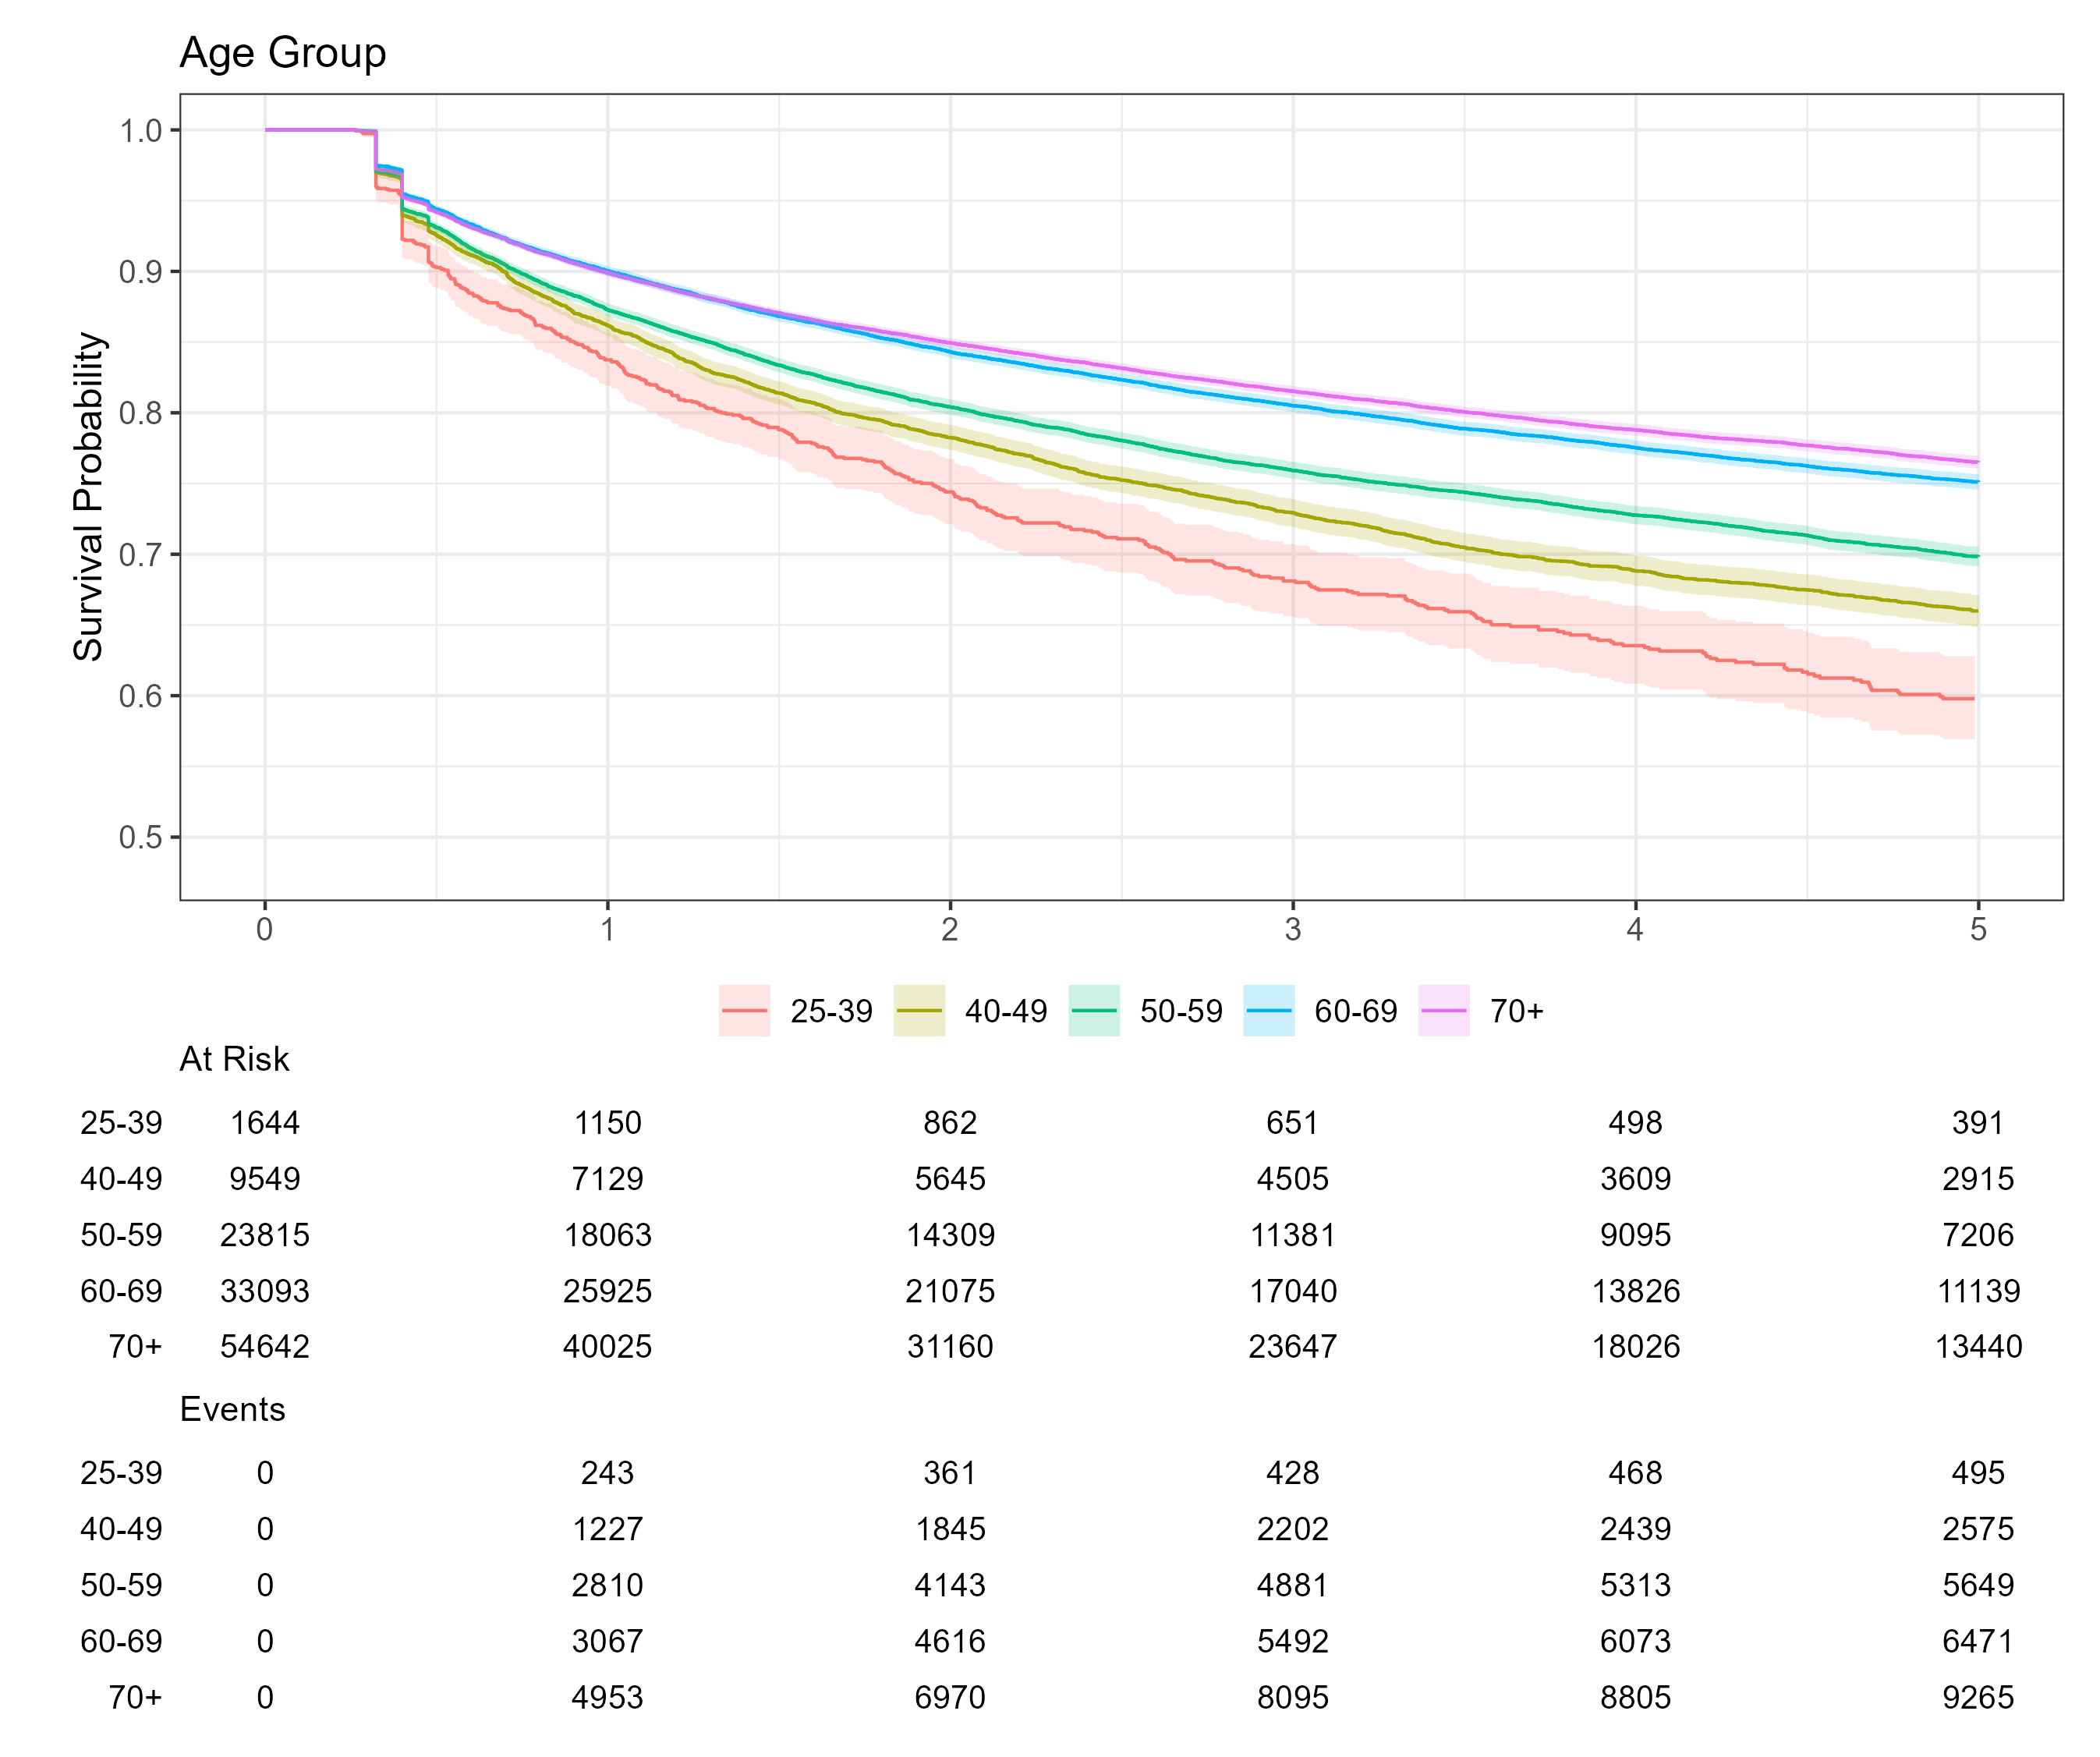 Age Group
Survival Probability
1.0
0.9
0.8
0.7
0.6
0.5
0 1 2 3 4 5
25-39 40-49 50-59 60-69 70+
At Risk
25-39 1644 1150 862 651 498 391
40-49 9549 7129 5645 4505 3609 2915
50-59 23815 18063 14309 11381 9095 7206
60-69 33093 25925 21075 17040 13826 11139
70+ 54642 40025 31160 23647 18026 13440
Events
25-39 0 243 361 428 468 495
40-49 0 1227 1845 2202 2439 2575
50-59 0 2810 4143 4881 5313 5649
60-69 0 3067 4616 5492 6073 6471
70+ 0 4953 6970 8095 8805 9265